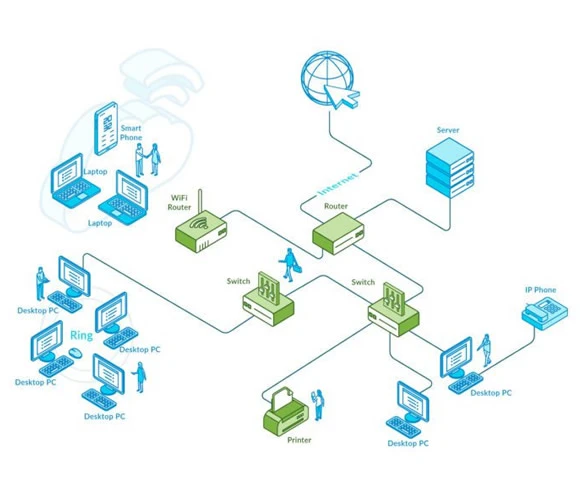 Smart
Phone
Server
Laptop
Internet
WiFi
Router
Router
Laptop
Switch
Switch
IP Phone
Desktop PC
Ring
Desktop PC
Desktop PC
Desktop PC
Desktop PC
Printer
Desktop PC